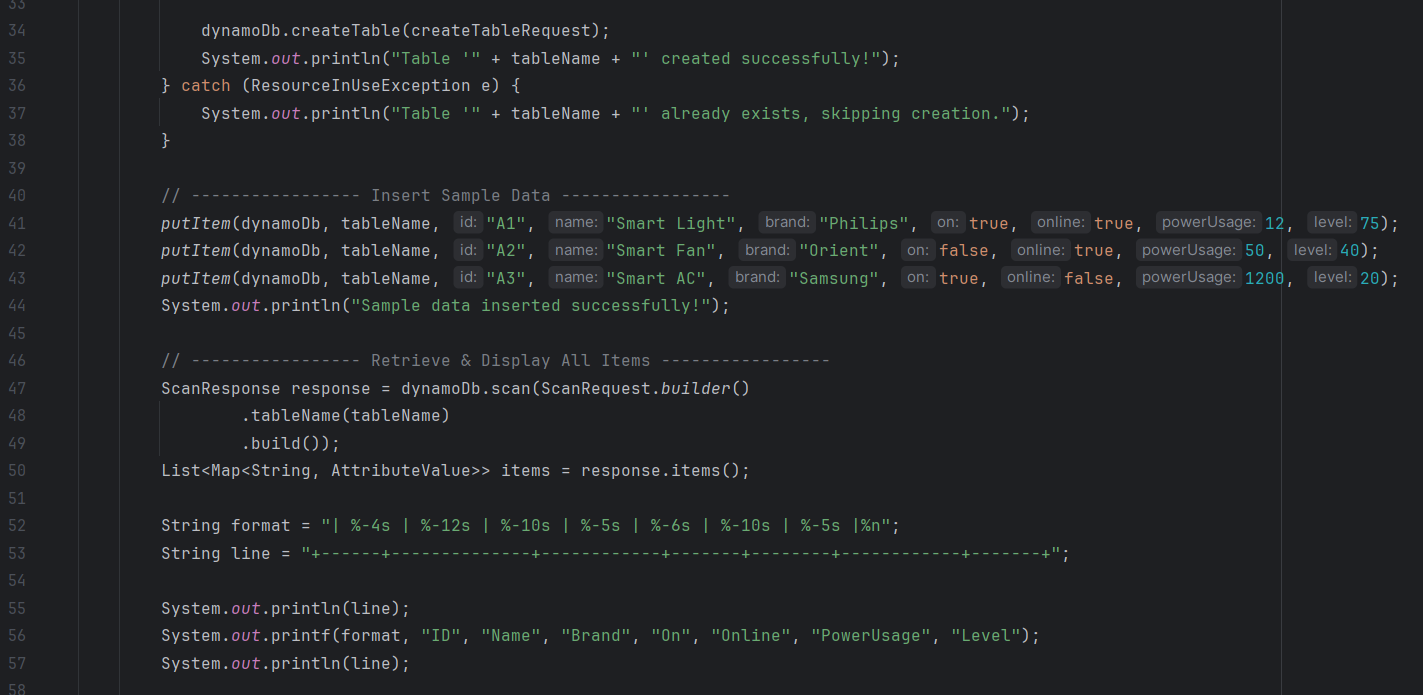 33
34 dynamoDb.createTable(createTableRequest);
35 System.out.println("Table '" + tableName + "' created successfully!");
36 } catch (ResourceInUseException e) {
37 System.out.println("Table '" + tableName + "' already exists, skipping creation.");
38 }
39
40 // ----------------- Insert Sample Data -----------------
41 putItem(dynamoDb, tableName, id: "A1", name: "Smart Light", brand: "Philips", on: true, online: true, powerUsage: 12, level: 75);
42 putItem(dynamoDb, tableName, id: "A2", name: "Smart Fan", brand: "Orient", on: false, online: true, powerUsage: 50, level: 40);
43 putItem(dynamoDb, tableName, id: "A3", name: "Smart AC", brand: "Samsung", on: true, online: false, powerUsage: 1200, level: 20);
44 System.out.println("Sample data inserted successfully!");
45
46 // ----------------- Retrieve & Display All Items -----------------
47 ScanResponse response = dynamoDb.scan(ScanRequest.builder()
48 .tableName(tableName)
49 .build());
50 List<Map<String, AttributeValue>> items = response.items();
51
52 String format = "| %-4s | %-12s | %-10s | %-5s | %-6s | %-10s | %-5s |%n";
53 String line = "+------+--------------+------------+-------+--------+------------+-------+";
54
55 System.out.println(line);
56 System.out.printf(format, "ID", "Name", "Brand", "On", "Online", "PowerUsage", "Level");
57 System.out.println(line);
58